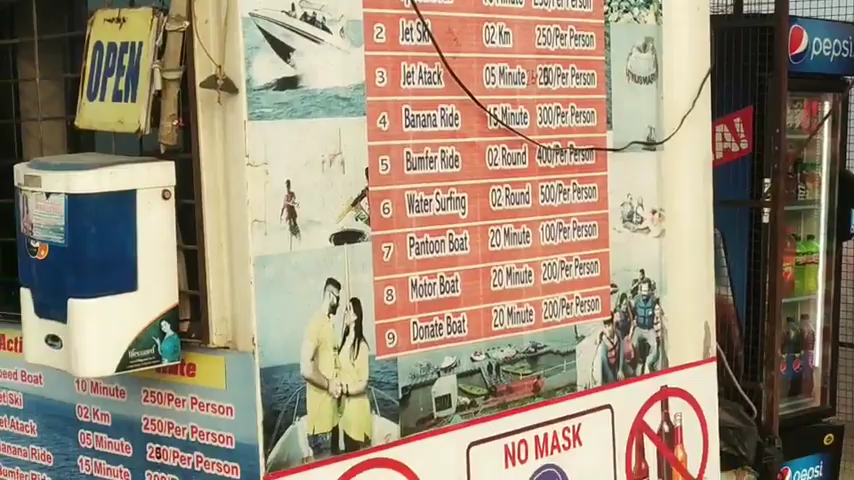 OPEN
10 Minute 250/Per Person
2 Jet Ski 02 Km 250/Per Person
3 Jet Atack 05 Minute 260/Per Person
4 Banana Ride 15 Minute 300/Per Person
5 Bumfer Ride 02 Round 400/Per Person
6 Water Surfing 02 Round 500/Per Person
7 Pantoon Boat 20 Minute 100/Per Person
8 Motor Boat 20 Minute 200/Per Person
9 Donate Boat 20 Minute 200/Per Person
NO MASK
pepsi
pepsi
Boat 10 Minute 250/Per Person
Ski 02 Km 250/Per Person
Atack 05 Minute 260/Per Person
Ride 15 Minute